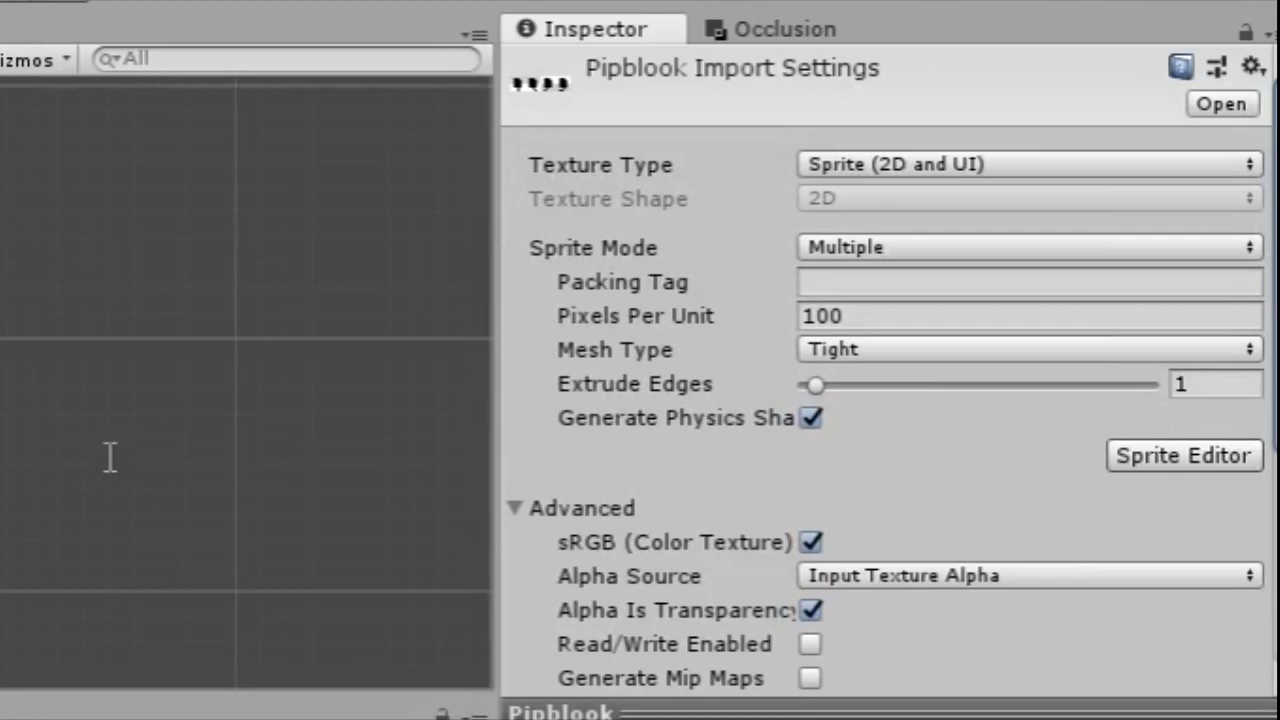 Inspector
Occlusion
izmos
All
Pipblook Import Settings
Open
Texture Type
Sprite (2D and UI)
Texture Shape
2D
Sprite Mode
Multiple
Packing Tag
Pixels Per Unit
100
Mesh Type
Tight
Extrude Edges
1
Generate Physics Sha
Sprite Editor
Advanced
sRGB (Color Texture)
Alpha Source
Input Texture Alpha
Alpha Is Transparency
Read/Write Enabled
Generate Mip Maps
Pipblook